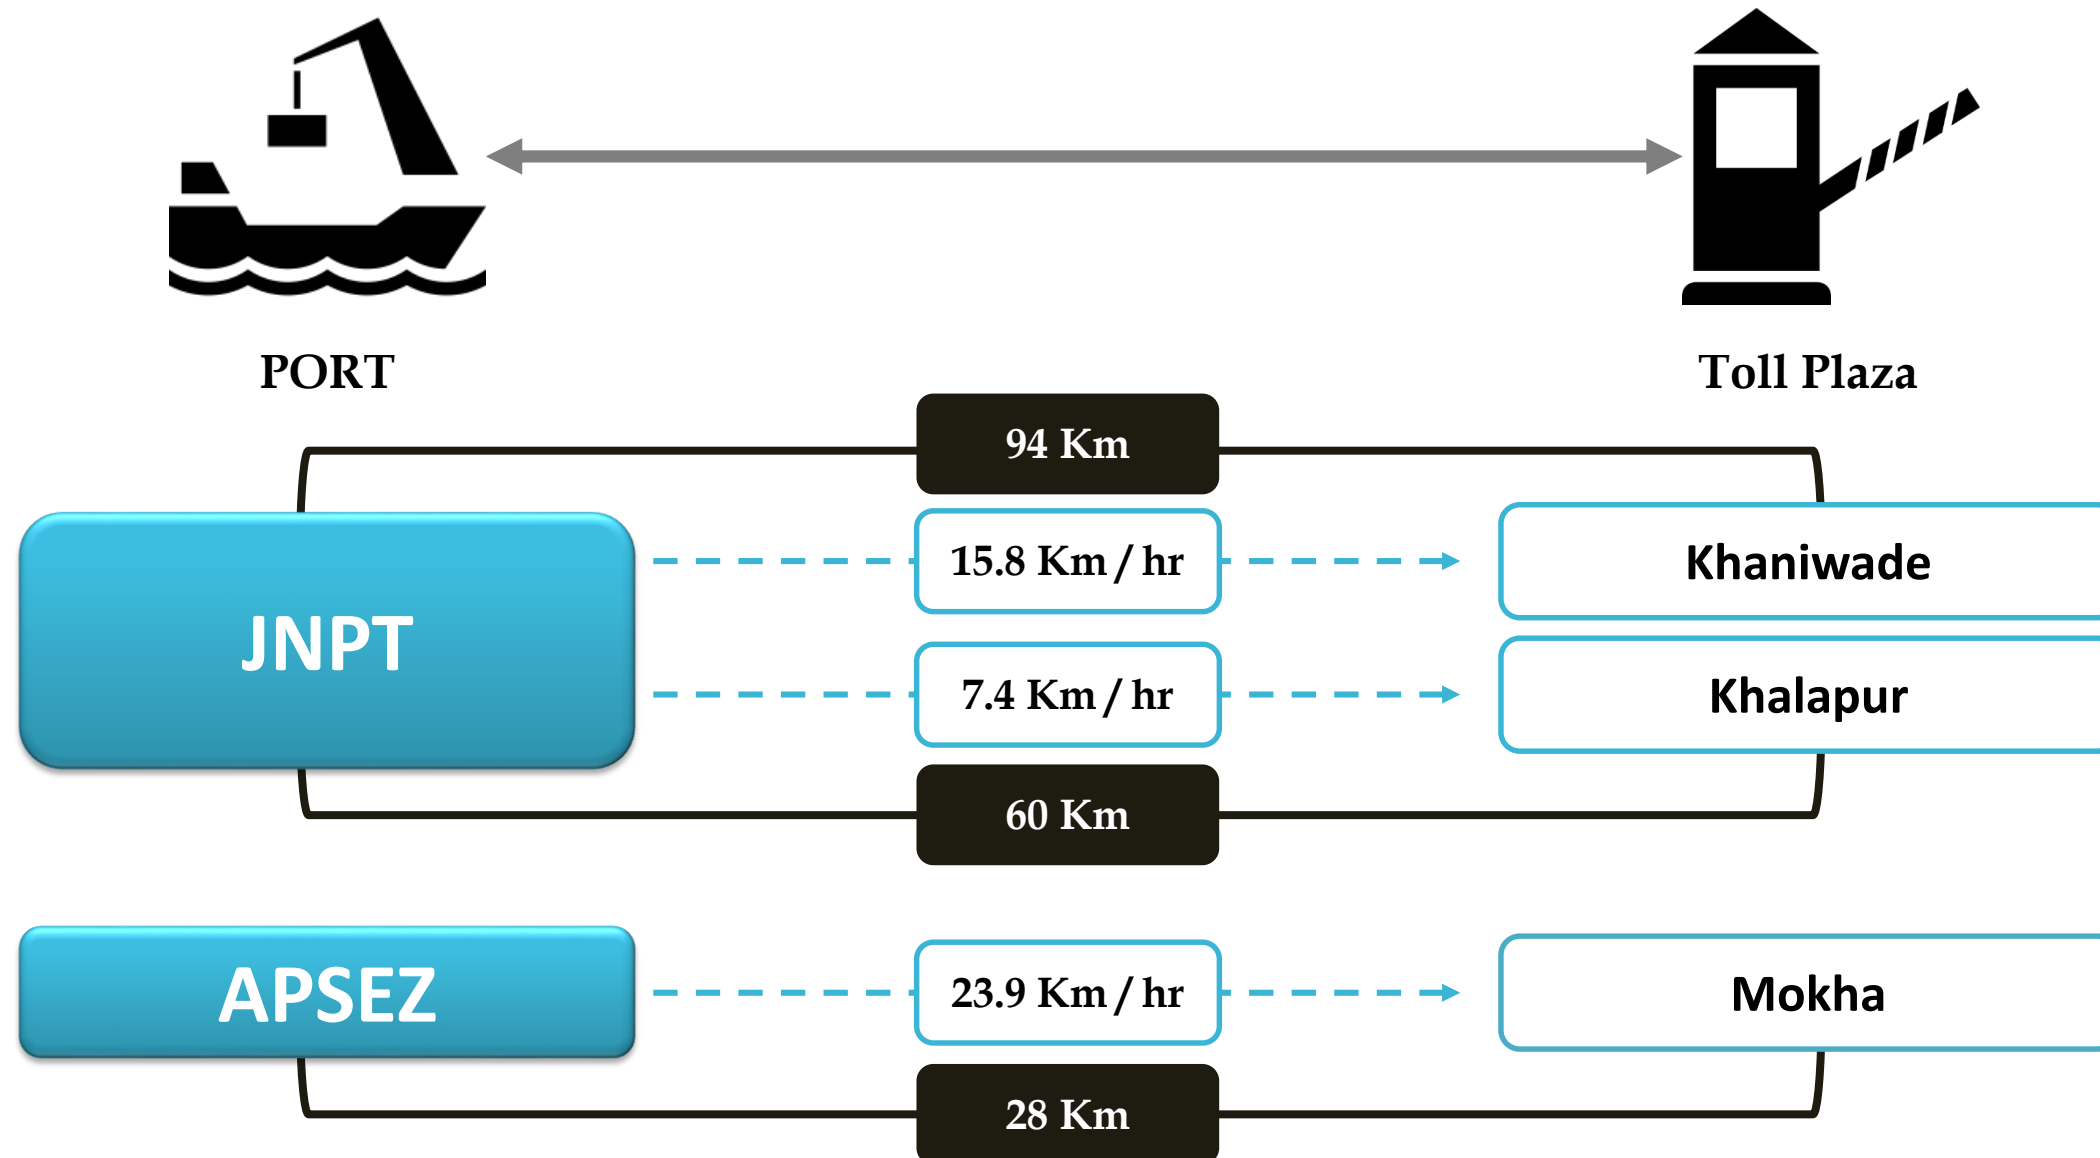 PORT
Toll Plaza
94 Km
JNPT
15.8 Km/hr
Khaniwade
7.4 Km/hr
Khalapur
60 Km
APSEZ
23.9 Km/hr
Mokha
28 Km